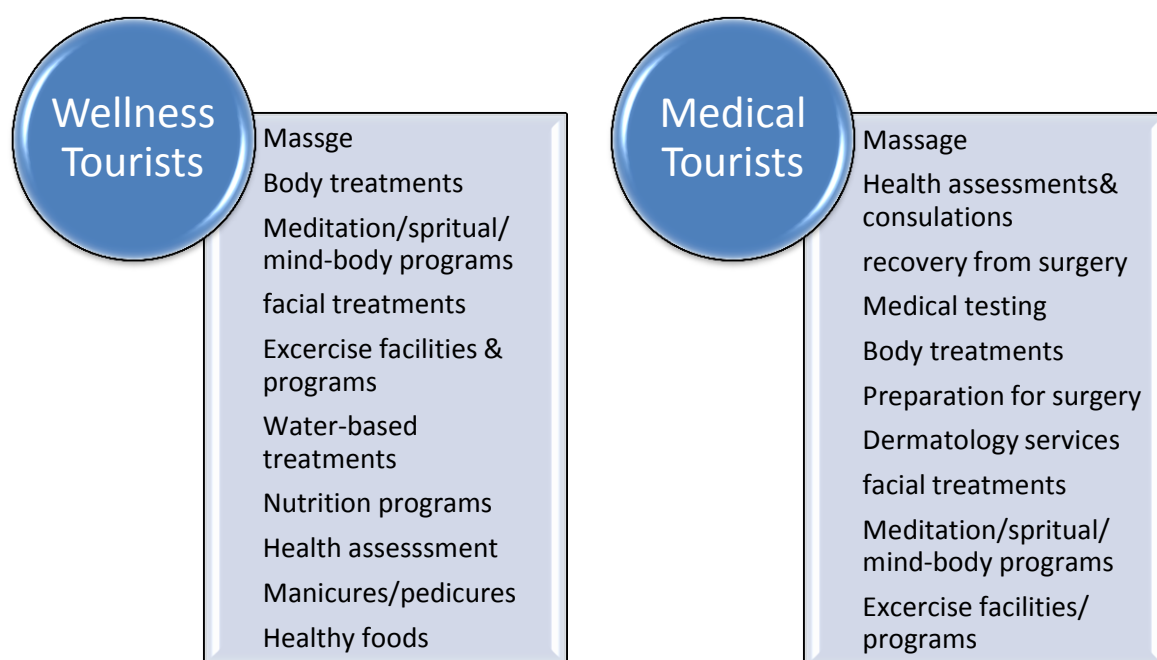 Wellness
Tourists
Massge
Body treatments
Meditation/spritual/
mind-body programs
facial treatments
Excercise facilities &
programs
Water-based
treatments
Nutrition programs
Health assesssment
Manicures/pedicures
Healthy foods
Medical
Tourists
Massage
Health assessments&
consulations
recovery from surgery
Medical testing
Body treatments
Preparation for surgery
Dermatology services
facial treatments
Meditation/spritual/
mind-body programs
Excercise facilities/
programs